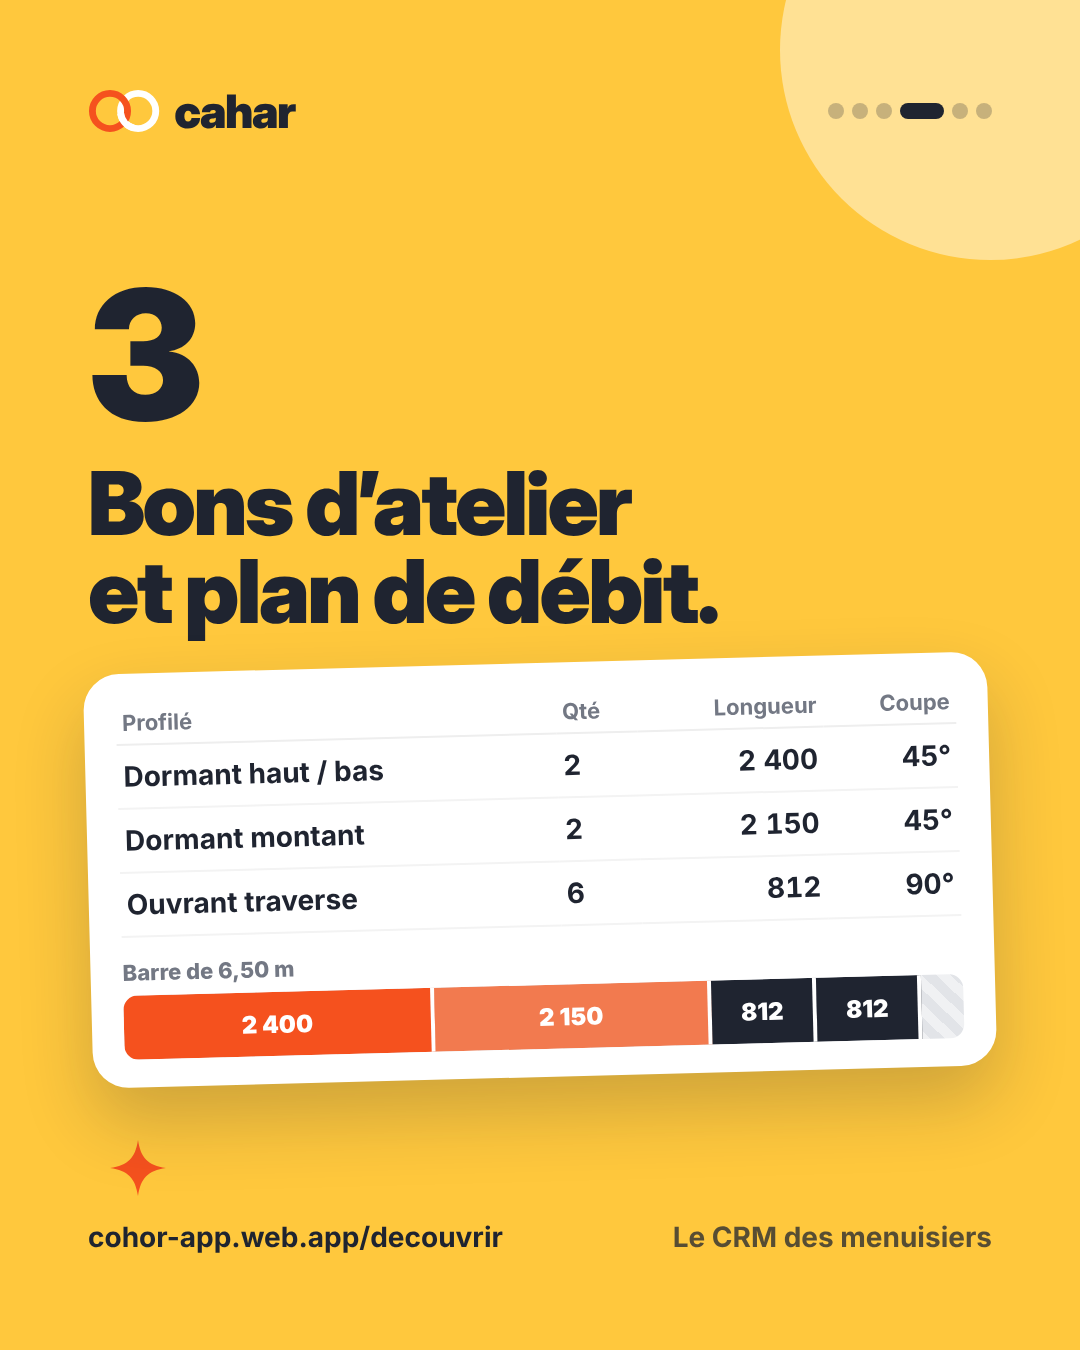 cahar
3
Bons d’atelier
et plan de débit.
Profilé Qté Longueur Coupe
Dormant haut / bas 2 2 400 45°
Dormant montant 2 2 150 45°
Ouvrant traverse 6 812 90°
Barre de 6,50 m
2 400 2 150 812 812
cohor-app.web.app/decouvrir Le CRM des menuisiers